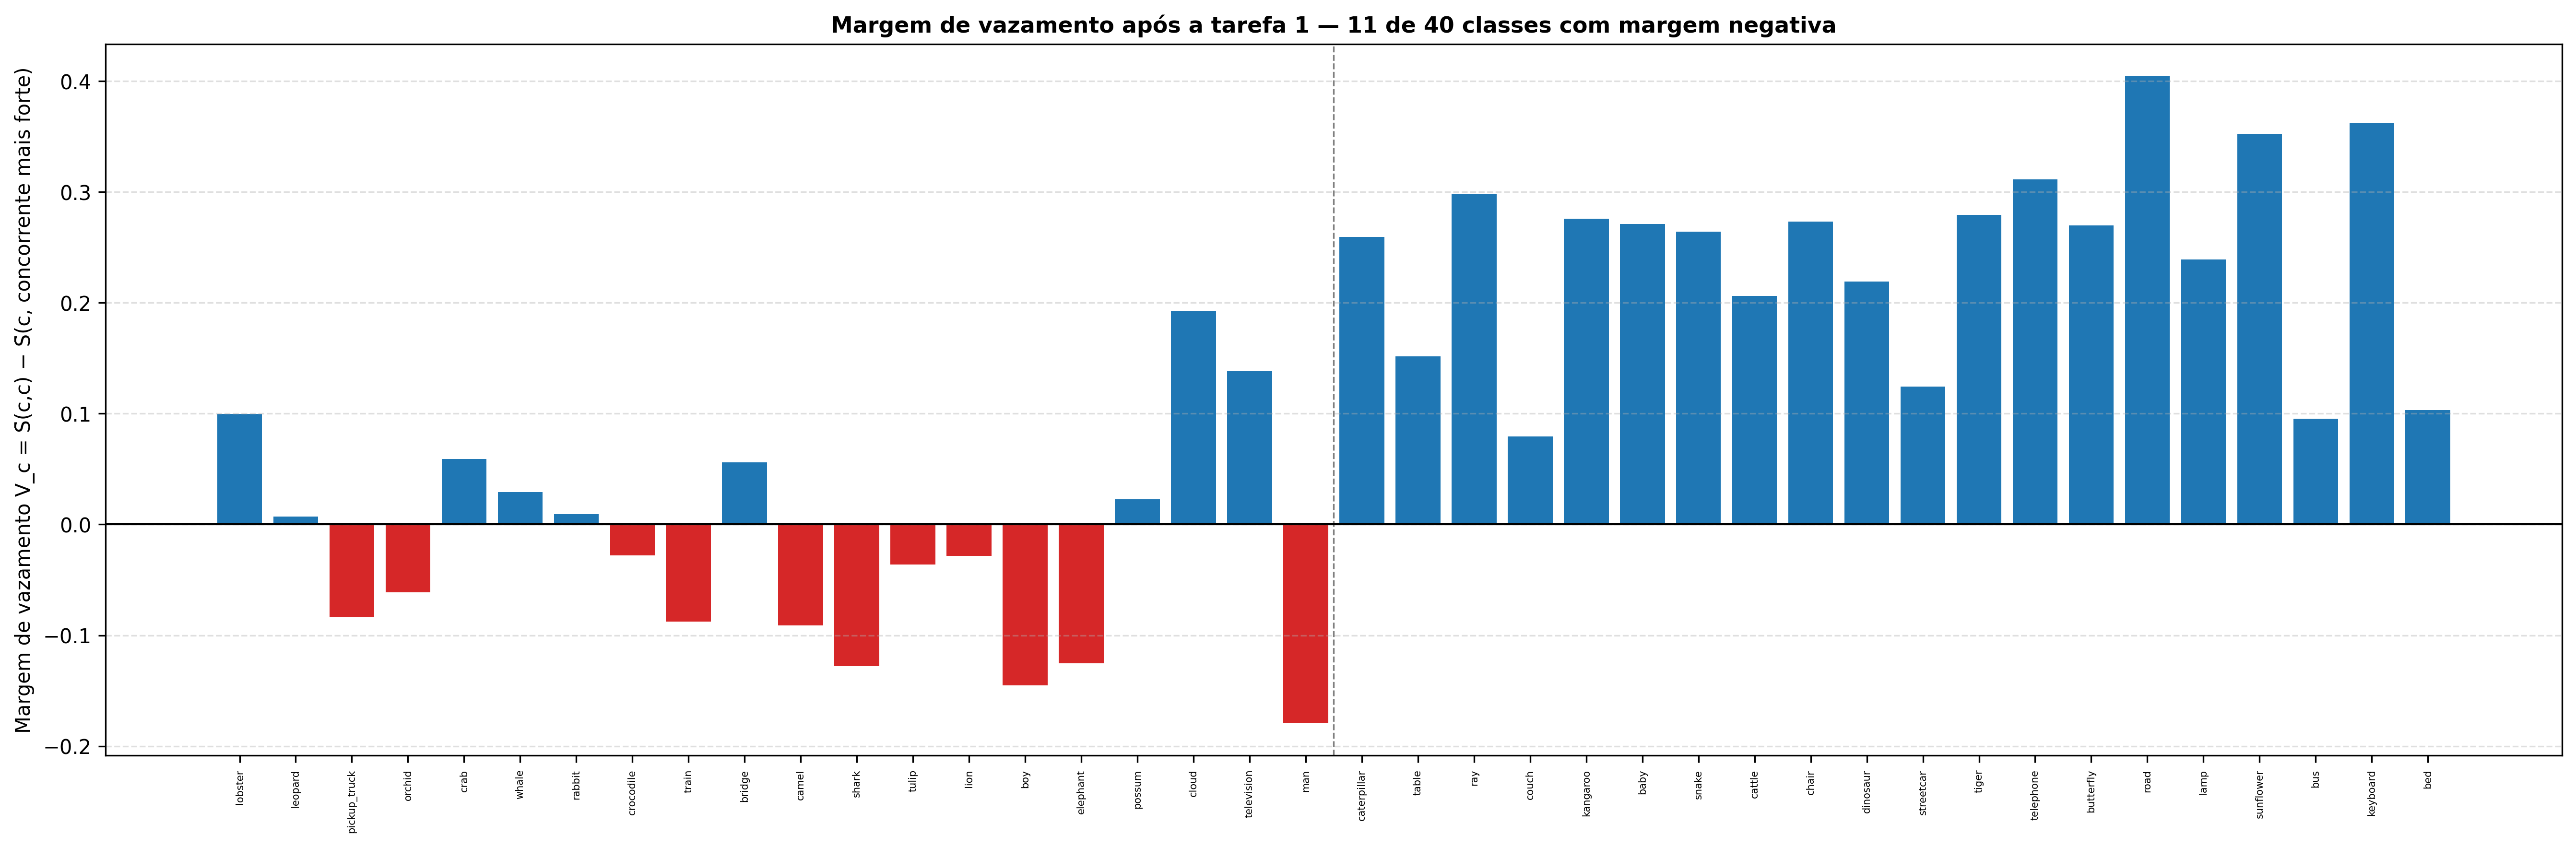 Margem de vazamento após a tarefa 1 — 11 de 40 classes com margem negativa
Margem de vazamento V_c = S(c,c) − S(c, concorrente mais forte)
0.4
0.3
0.2
0.1
0.0
−0.1
−0.2
lobster
leopard
pickup_truck
orchid
crab
whale
rabbit
crocodile
train
bridge
camel
shark
tulip
lion
boy
elephant
possum
cloud
television
man
caterpillar
table
ray
couch
kangaroo
baby
snake
cattle
chair
dinosaur
streetcar
tiger
telephone
butterfly
road
lamp
sunflower
bus
keyboard
bed